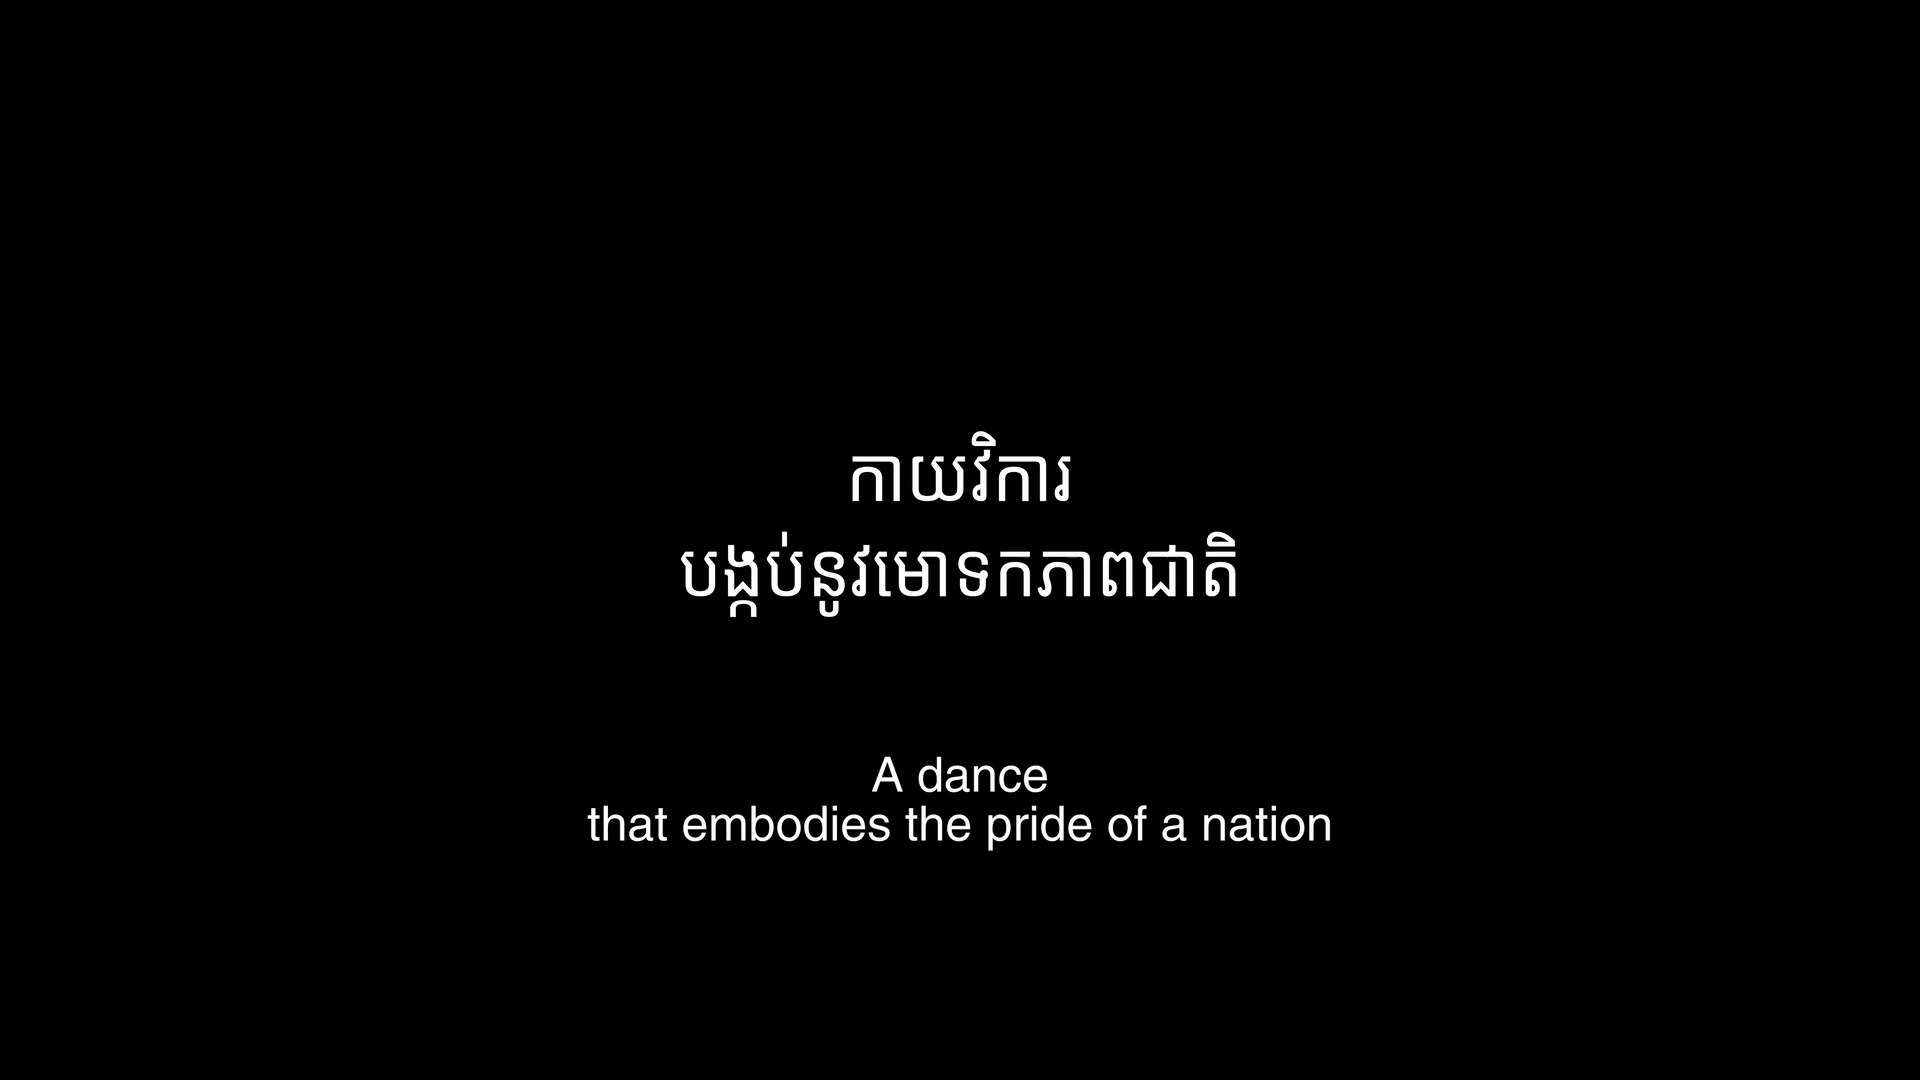 កាយវិការ
បង្កប់នូវមោទកភាពជាតិ
A dance
that embodies the pride of a nation